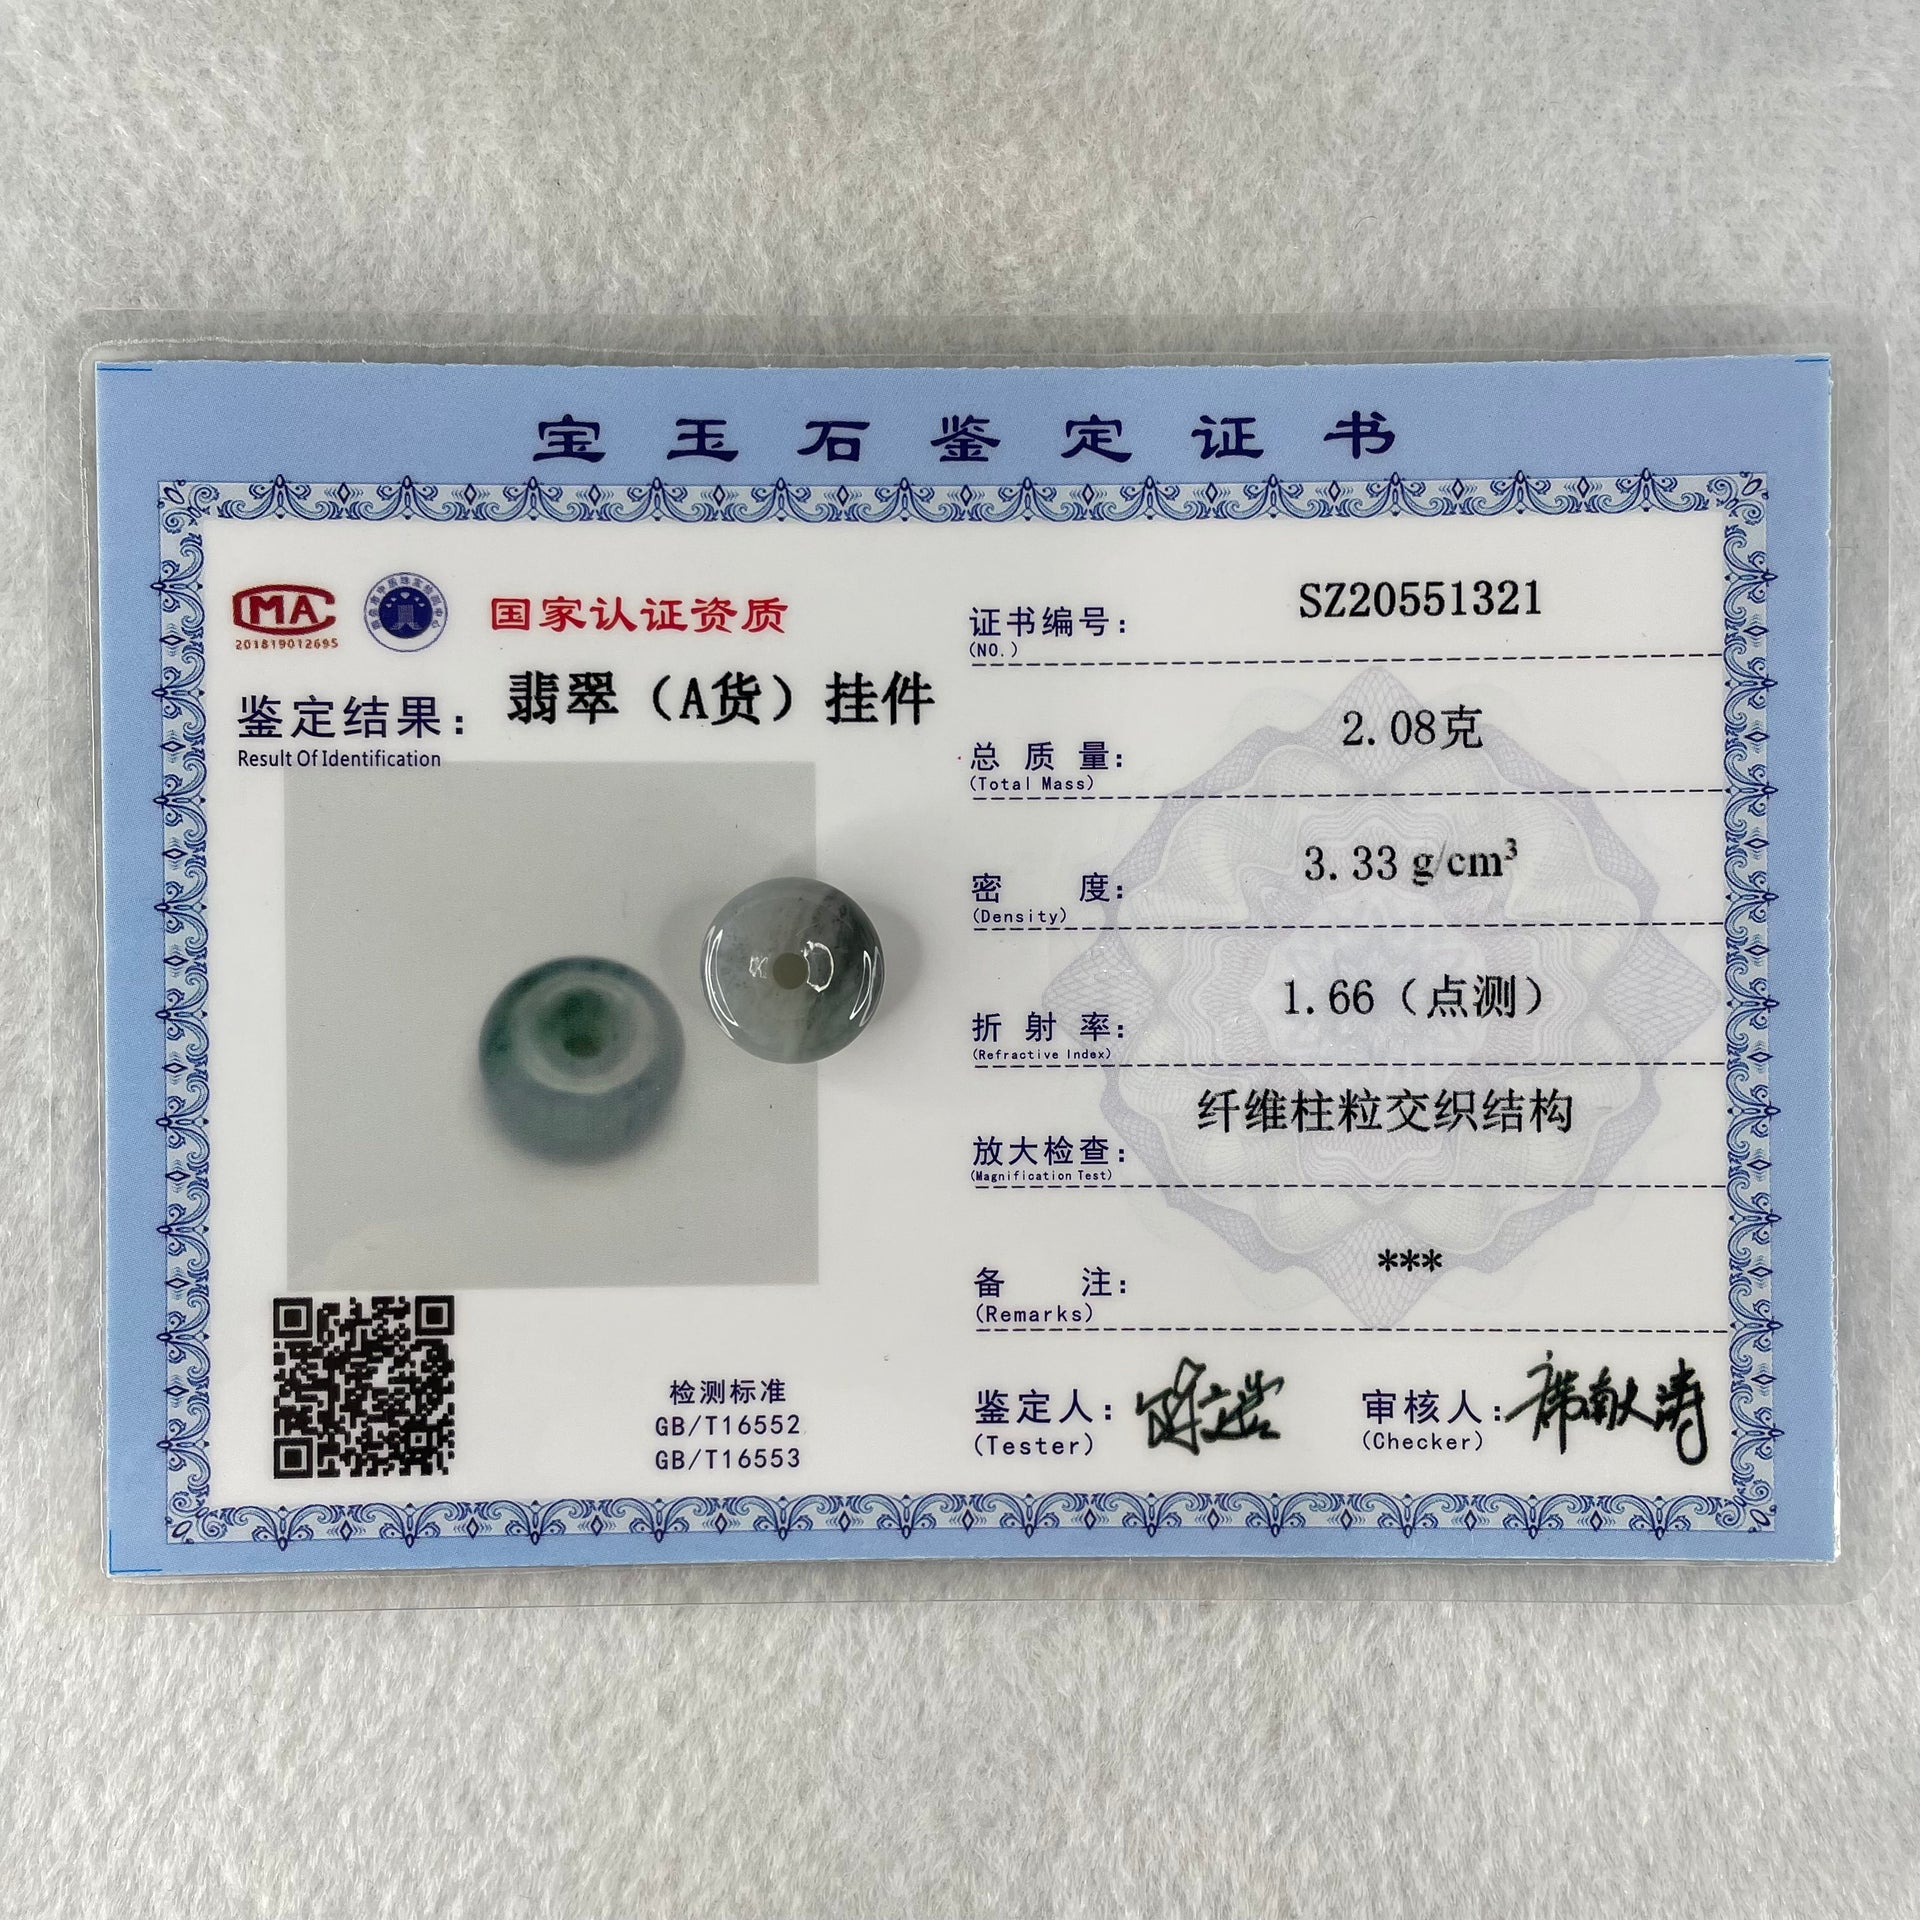 宝玉石鉴定证书
CMA
201819012695
国家认证资质
鉴定结果：翡翠（A货）挂件
Result Of Identification
检测标准
GB/T16552
GB/T16553
证书编号：SZ20551321
(NO.)
总质量：2.08克
(Total Mass)
密度：3.33 g/cm³
(Density)
折射率：1.66（点测）
(Refractive Index)
放大检查：纤维柱粒交织结构
(Magnification Test)
备注：***
(Remarks)
鉴定人：
(Tester)
审核人：
(Checker)